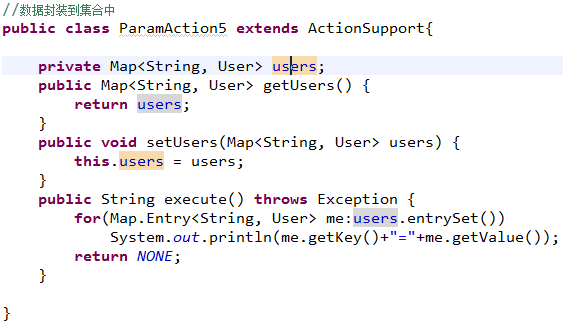 //数据封装到集合中
public class ParamAction5 extends ActionSupport{
private Map<String, User> users;
public Map<String, User> getUsers() {
return users;
}
public void setUsers(Map<String, User> users) {
this.users = users;
}
public String execute() throws Exception {
for(Map.Entry<String, User> me:users.entrySet())
System.out.println(me.getKey()+"="+me.getValue());
return NONE;
}
}